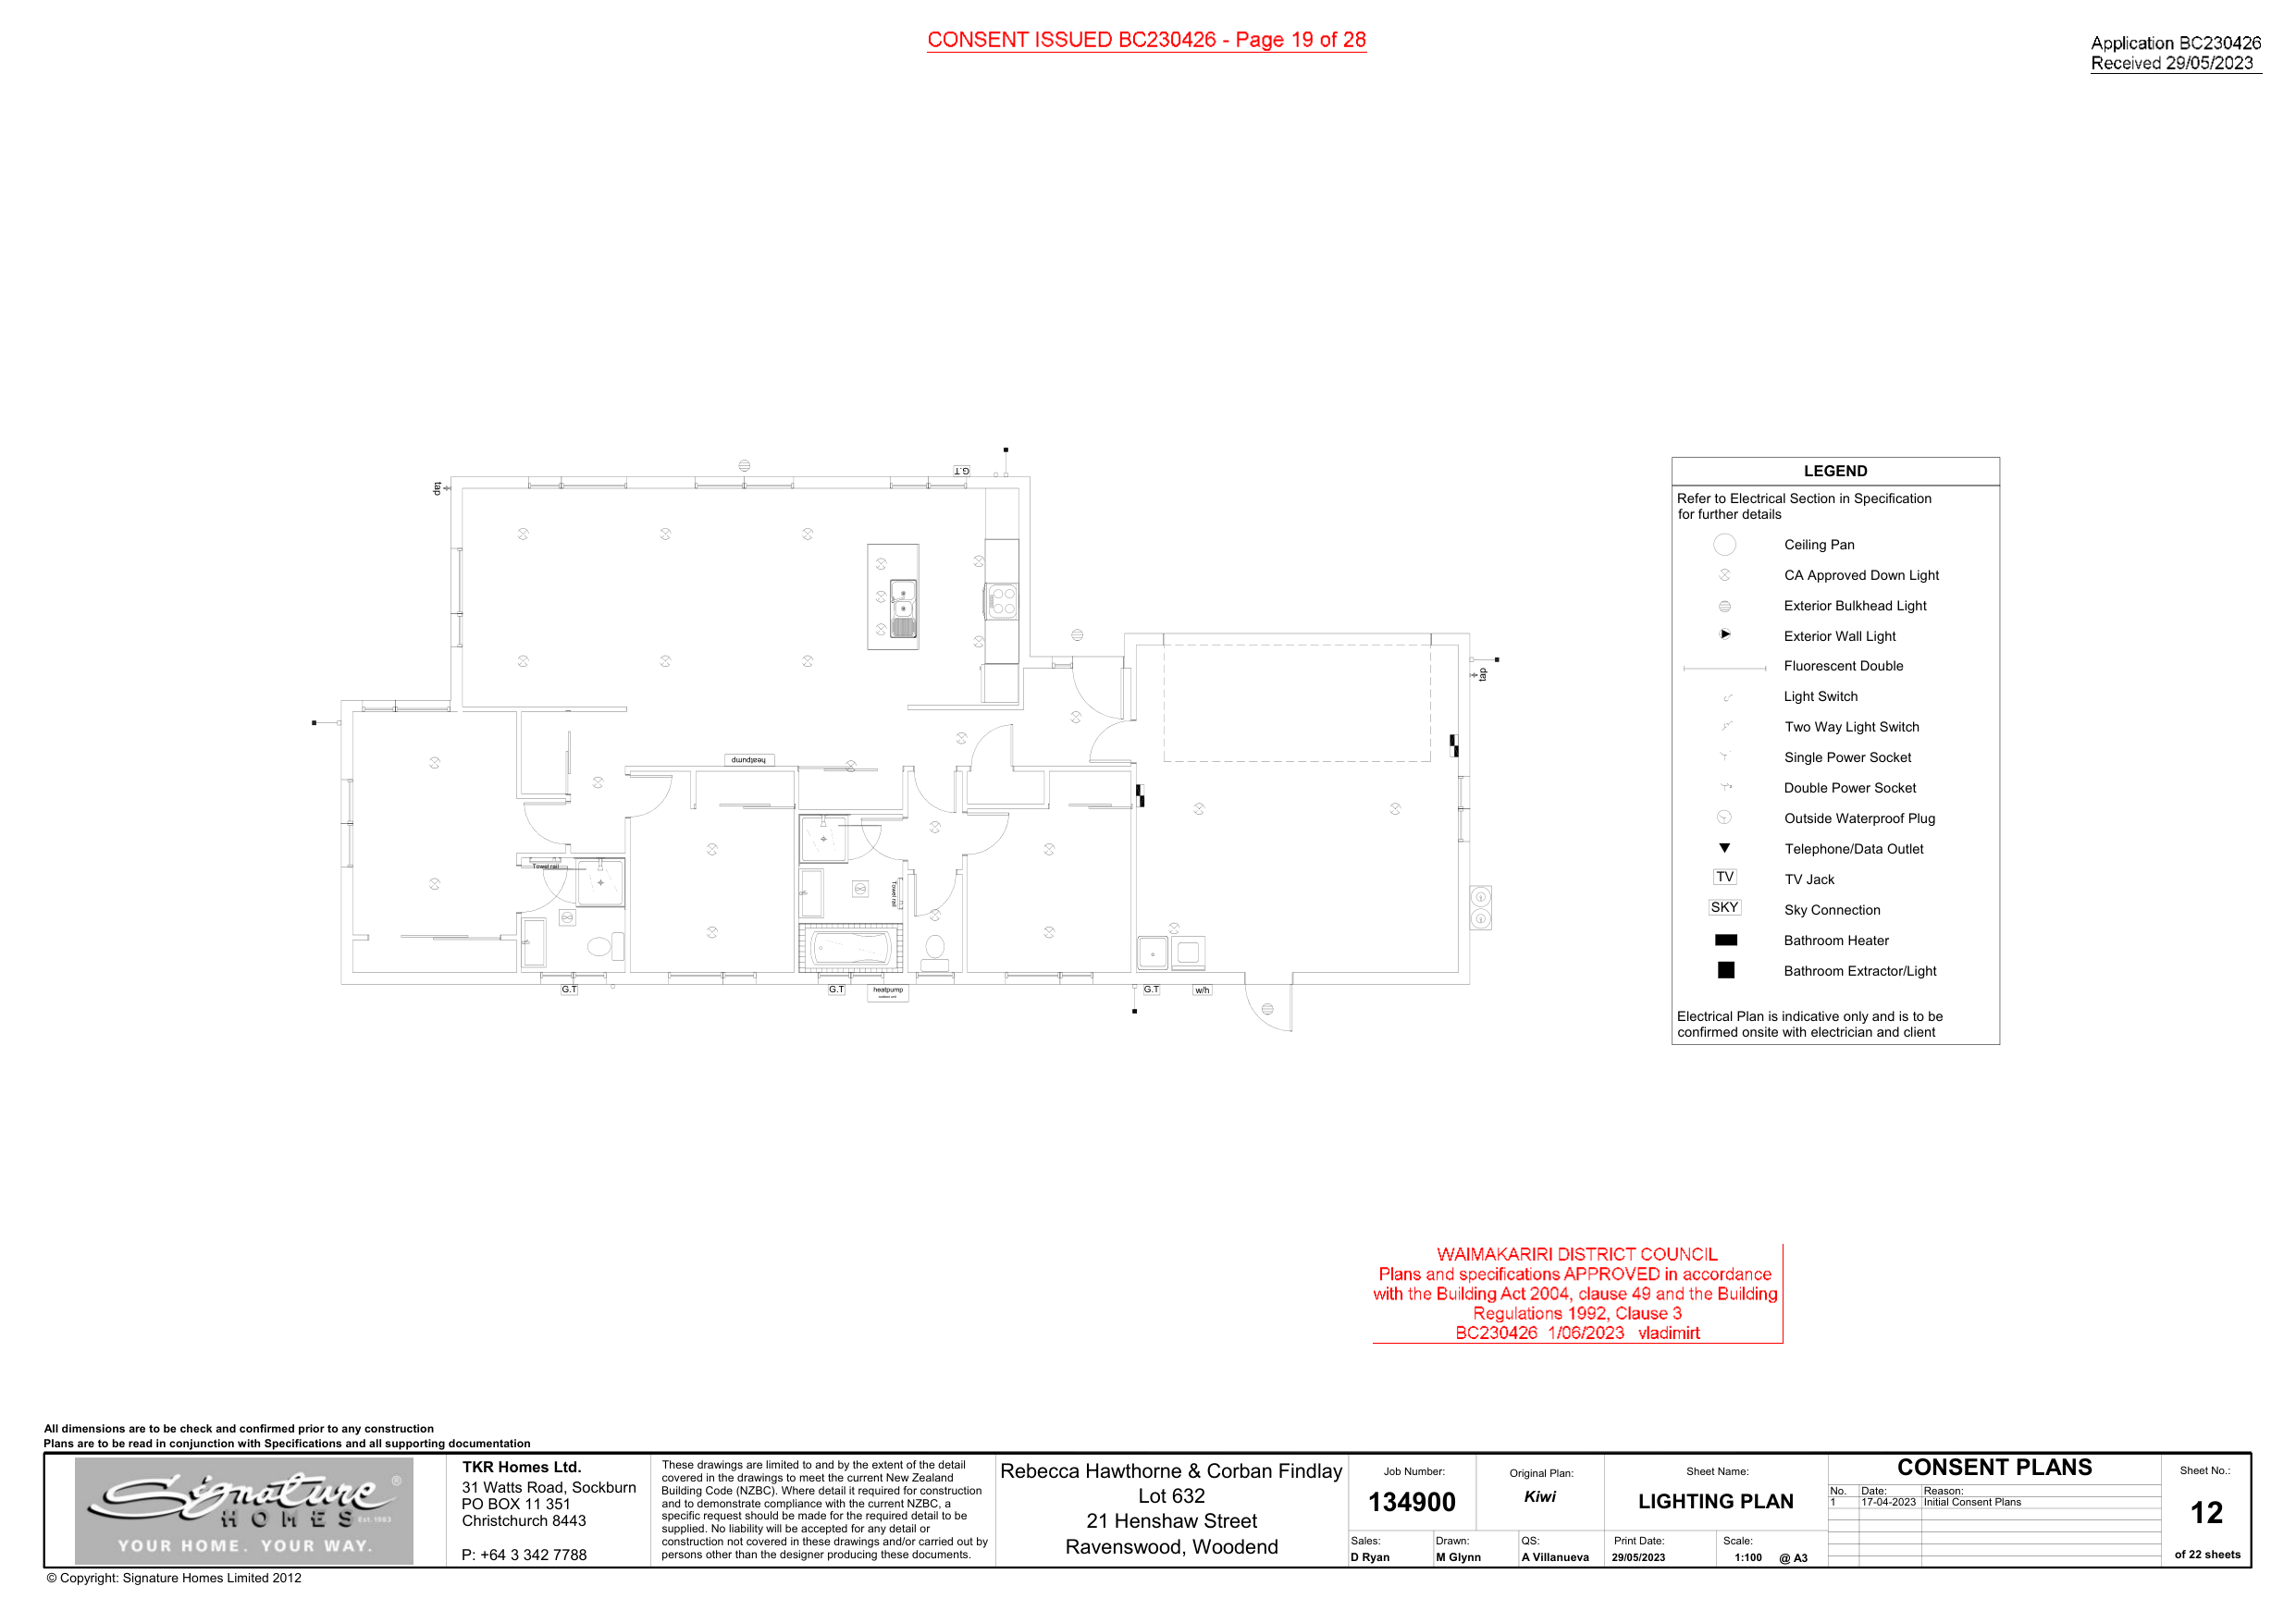 CONSENT ISSUED BC230426 - Page 19 of 28
Application BC230426
Received 29/05/2023
tap
G.T
tap
heatpump
Towel rail
Towel rail
G.T
G.T
heatpump
outdoor unit
G.T
w/h
LEGEND
Refer to Electrical Section in Specification
for further details
Ceiling Pan
CA Approved Down Light
Exterior Bulkhead Light
Exterior Wall Light
Fluorescent Double
Light Switch
Two Way Light Switch
Single Power Socket
Double Power Socket
Outside Waterproof Plug
Telephone/Data Outlet
TV TV Jack
SKY Sky Connection
Bathroom Heater
Bathroom Extractor/Light
Electrical Plan is indicative only and is to be
confirmed onsite with electrician and client
WAIMAKARIRI DISTRICT COUNCIL
Plans and specifications APPROVED in accordance
with the Building Act 2004, clause 49 and the Building
Regulations 1992, Clause 3
BC230426 1/06/2023 vladimirt
All dimensions are to be check and confirmed prior to any construction
Plans are to be read in conjunction with Specifications and all supporting documentation
Signature ®
HOMES Est. 1983
YOUR HOME. YOUR WAY.
TKR Homes Ltd.
31 Watts Road, Sockburn
PO BOX 11 351
Christchurch 8443
P: +64 3 342 7788
These drawings are limited to and by the extent of the detail
covered in the drawings to meet the current New Zealand
Building Code (NZBC). Where detail it required for construction
and to demonstrate compliance with the current NZBC, a
specific request should be made for the required detail to be
supplied. No liability will be accepted for any detail or
construction not covered in these drawings and/or carried out by
persons other than the designer producing these documents.
Rebecca Hawthorne & Corban Findlay
Lot 632
21 Henshaw Street
Ravenswood, Woodend
Job Number:
134900
Original Plan:
Kiwi
Sheet Name:
LIGHTING PLAN
Sales:
D Ryan
Drawn:
M Glynn
QS:
A Villanueva
Print Date:
29/05/2023
Scale:
1:100 @ A3
CONSENT PLANS
No. Date: Reason:
1 17-04-2023 Initial Consent Plans
Sheet No.:
12
of 22 sheets
© Copyright: Signature Homes Limited 2012